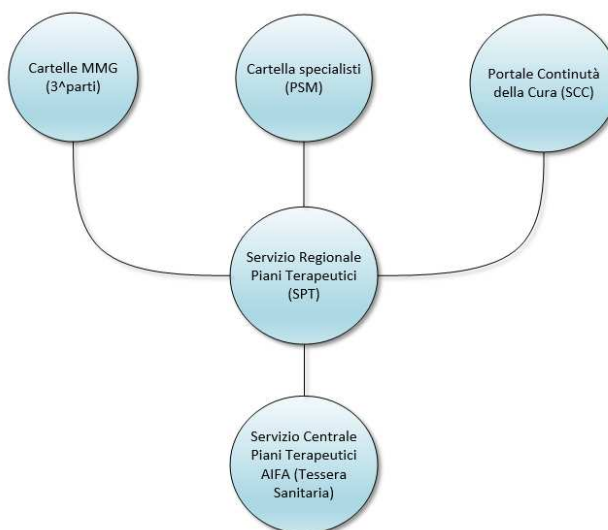 Cartelle MMG
(3^parti)
Cartella specialisti
(PSM)
Portale Continutà
della Cura (SCC)
Servizio Regionale
Piani Terapeutici
(SPT)
Servizio Centrale
Piani Terapeutici
AIFA (Tessera
Sanitaria)